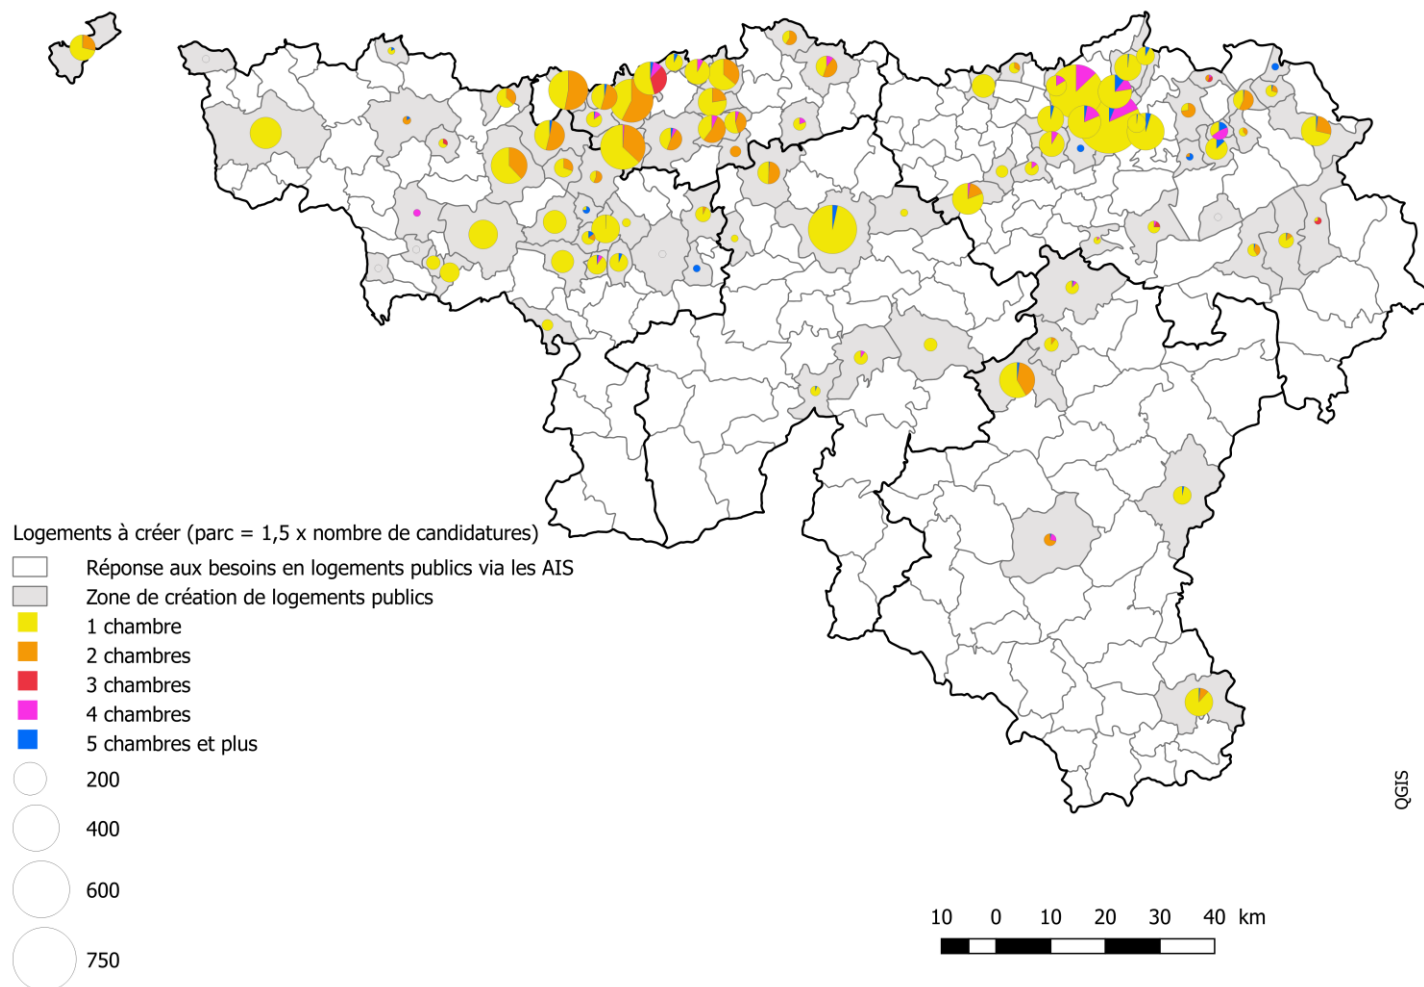 Logements à créer (parc = 1,5 x nombre de candidatures)
Réponse aux besoins en logements publics via les AIS
Zone de création de logements publics
1 chambre
2 chambres
3 chambres
4 chambres
5 chambres et plus
200
400
600
750
10 0 10 20 30 40 km
QGIS